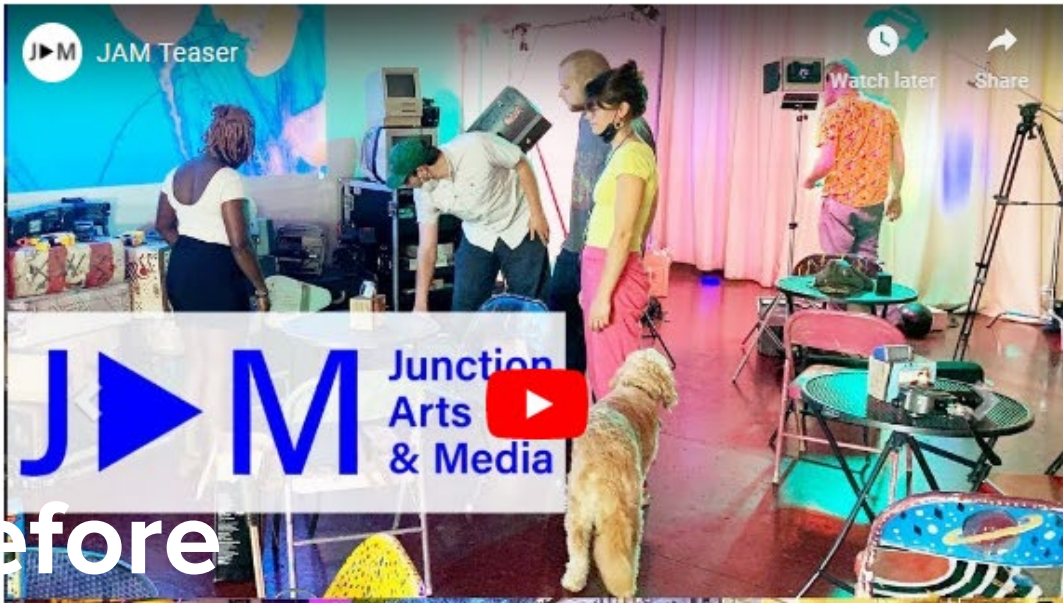 J▶M JAM Teaser
Watch later Share
J▶M
Junction
Arts
& Media
efore